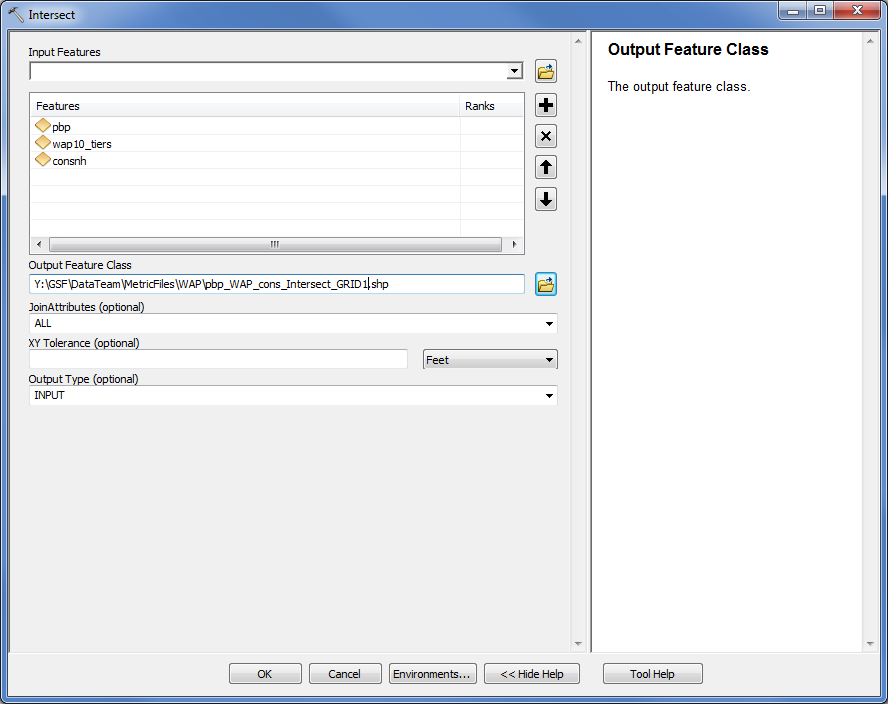 Intersect
Input Features
Features Ranks
pbp
wap10_tiers
consnh
Output Feature Class
Y:\GSF\DataTeam\MetricFiles\WAP\pbp_WAP_cons_Intersect_GRID1.shp
JoinAttributes (optional)
ALL
XY Tolerance (optional)
Feet
Output Type (optional)
INPUT
OK Cancel Environments... << Hide Help Tool Help
Output Feature Class
The output feature class.